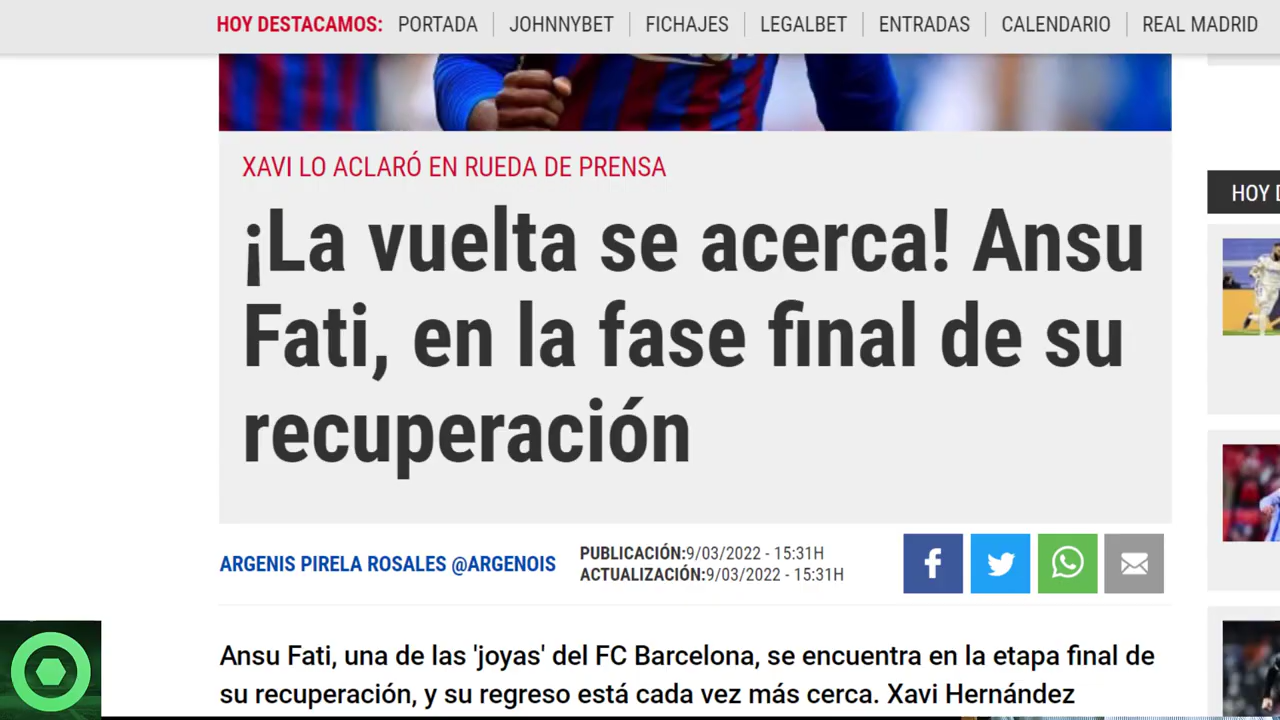 HOY DESTACAMOS: PORTADA JOHNNYBET FICHAJES LEGALBET ENTRADAS CALENDARIO REAL MADRID
XAVI LO ACLARÓ EN RUEDA DE PRENSA
¡La vuelta se acerca! Ansu
Fati, en la fase final de su
recuperación
HOY
ARGENIS PIRELA ROSALES @ARGENOIS
PUBLICACIÓN:9/03/2022 - 15:31H
ACTUALIZACIÓN:9/03/2022 - 15:31H
Ansu Fati, una de las 'joyas' del FC Barcelona, se encuentra en la etapa final de
su recuperación, y su regreso está cada vez más cerca. Xavi Hernández